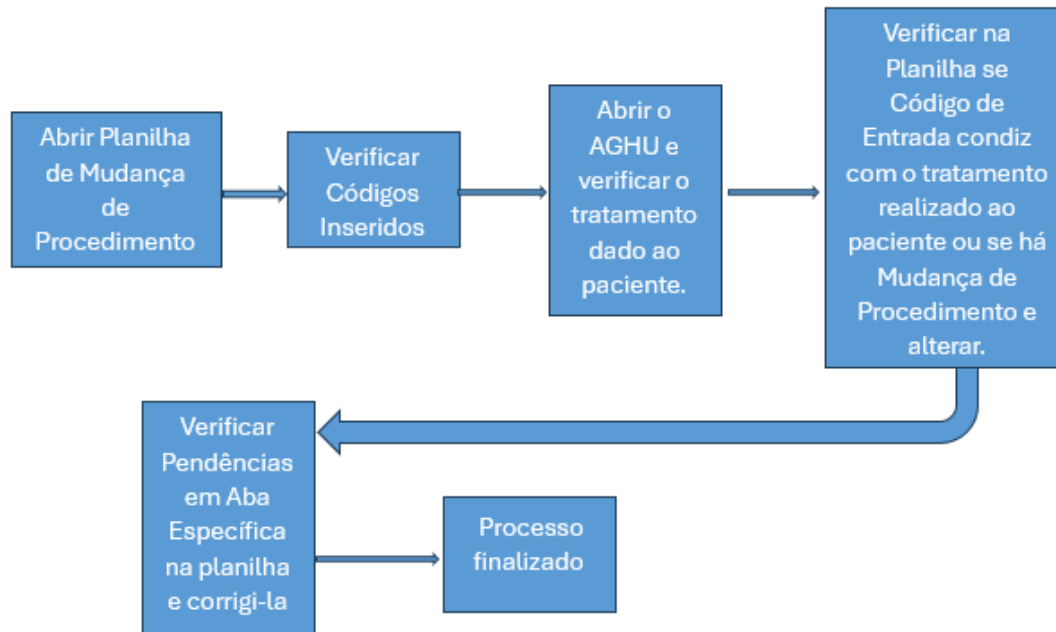 Abrir Planilha
de Mudança
de
Procedimento
Verificar
Códigos
Inseridos
Abrir o
AGHU e
verificar o
tratamento
dado ao
paciente.
Verificar na
Planilha se
Código de
Entrada condiz
com o tratamento
realizado ao
paciente ou se há
Mudança de
Procedimento e
alterar.
Verificar
Pendências
em Aba
Específica
na planilha
e corrigi-la
Processo
finalizado